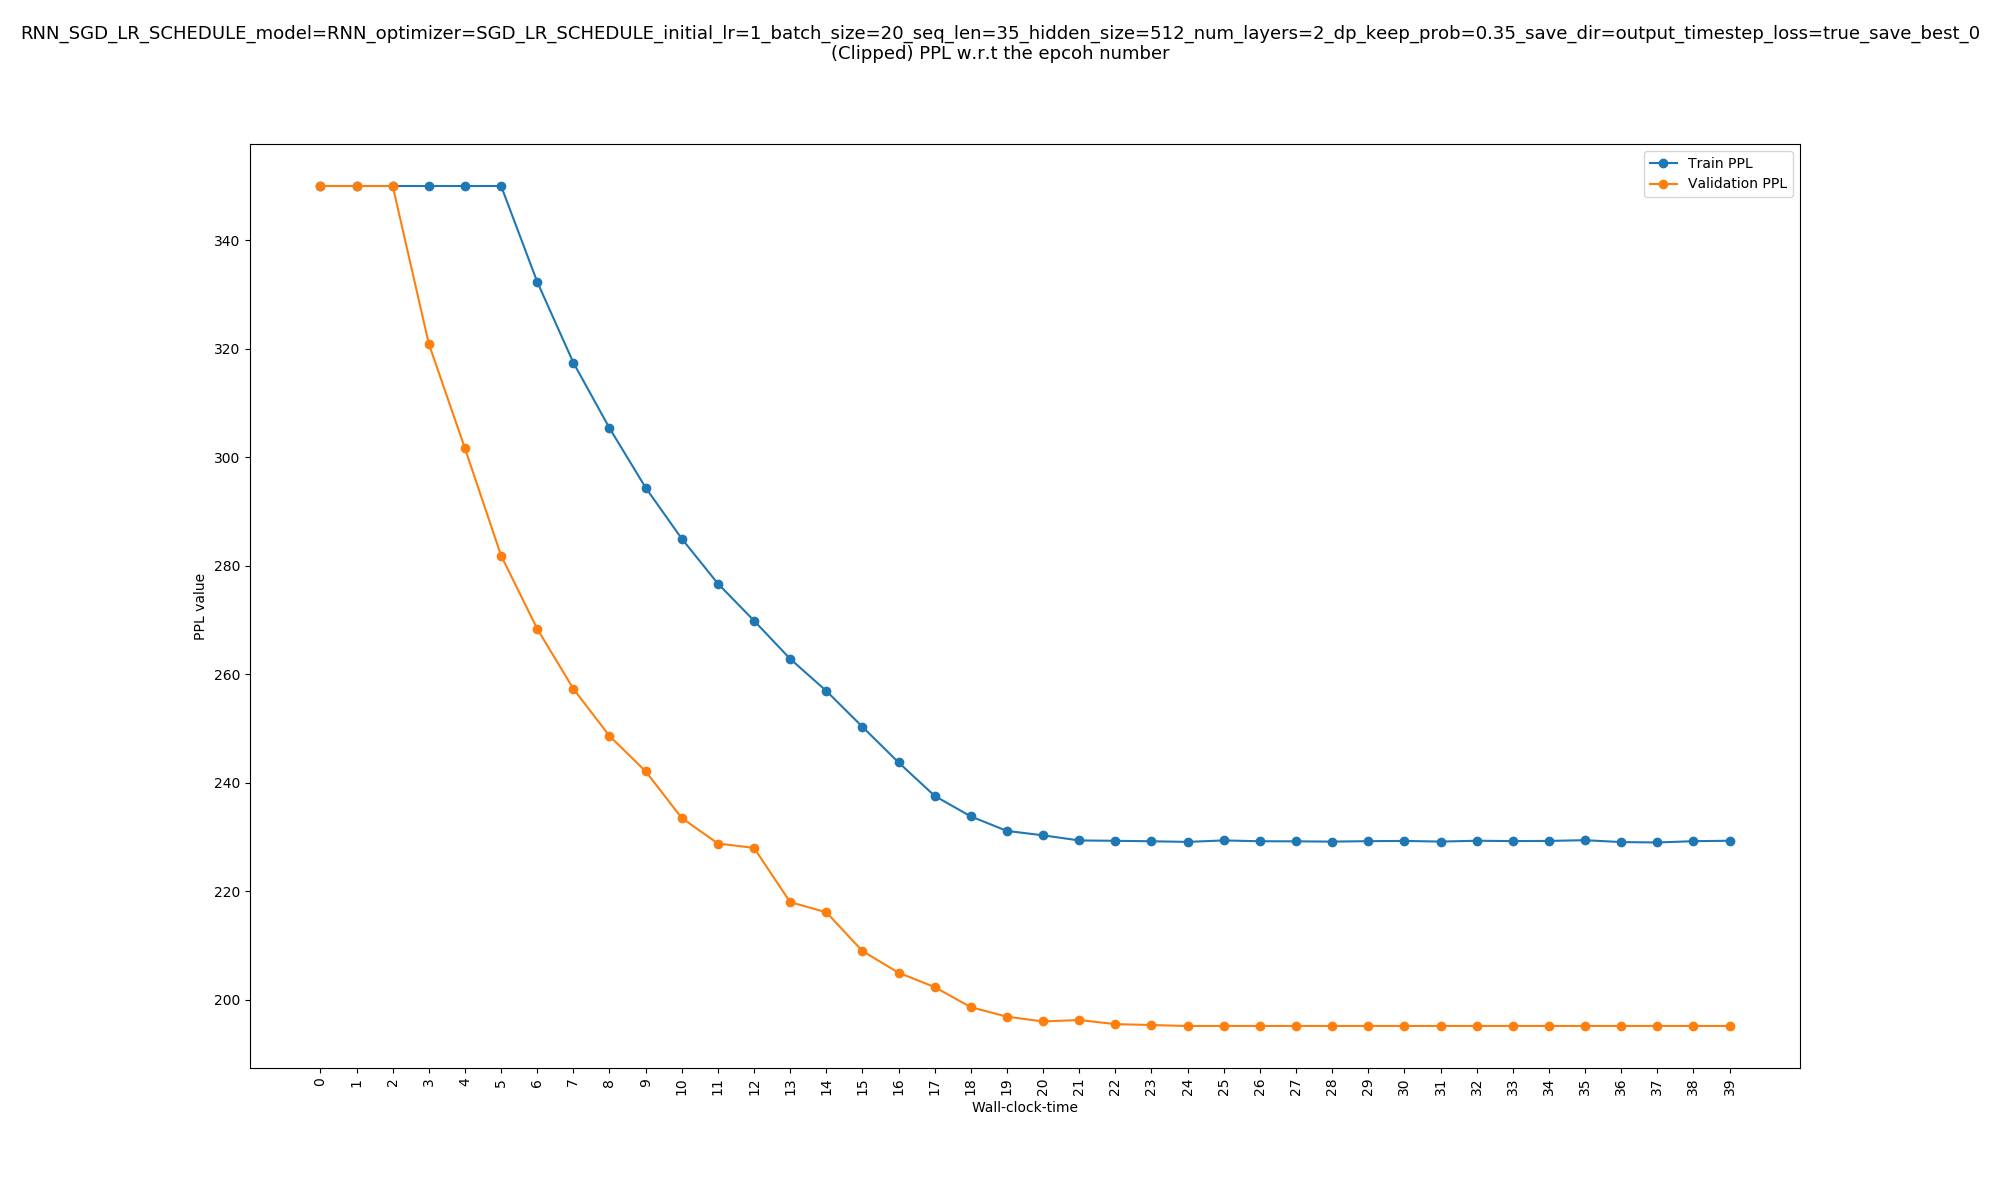 RNN_SGD_LR_SCHEDULE_model=RNN_optimizer=SGD_LR_SCHEDULE_initial_lr=1_batch_size=20_seq_len=35_hidden_size=512_num_layers=2_dp_keep_prob=0.35_save_dir=output_timestep_loss=true_save_best_0
(Clipped) PPL w.r.t the epcoh number
Train PPL
Validation PPL
340
320
300
280
260
240
220
200
PPL value
0 1 2 3 4 5 6 7 8 9 10 11 12 13 14 15 16 17 18 19 20 21 22 23 24 25 26 27 28 29 30 31 32 33 34 35 36 37 38 39
Wall-clock-time